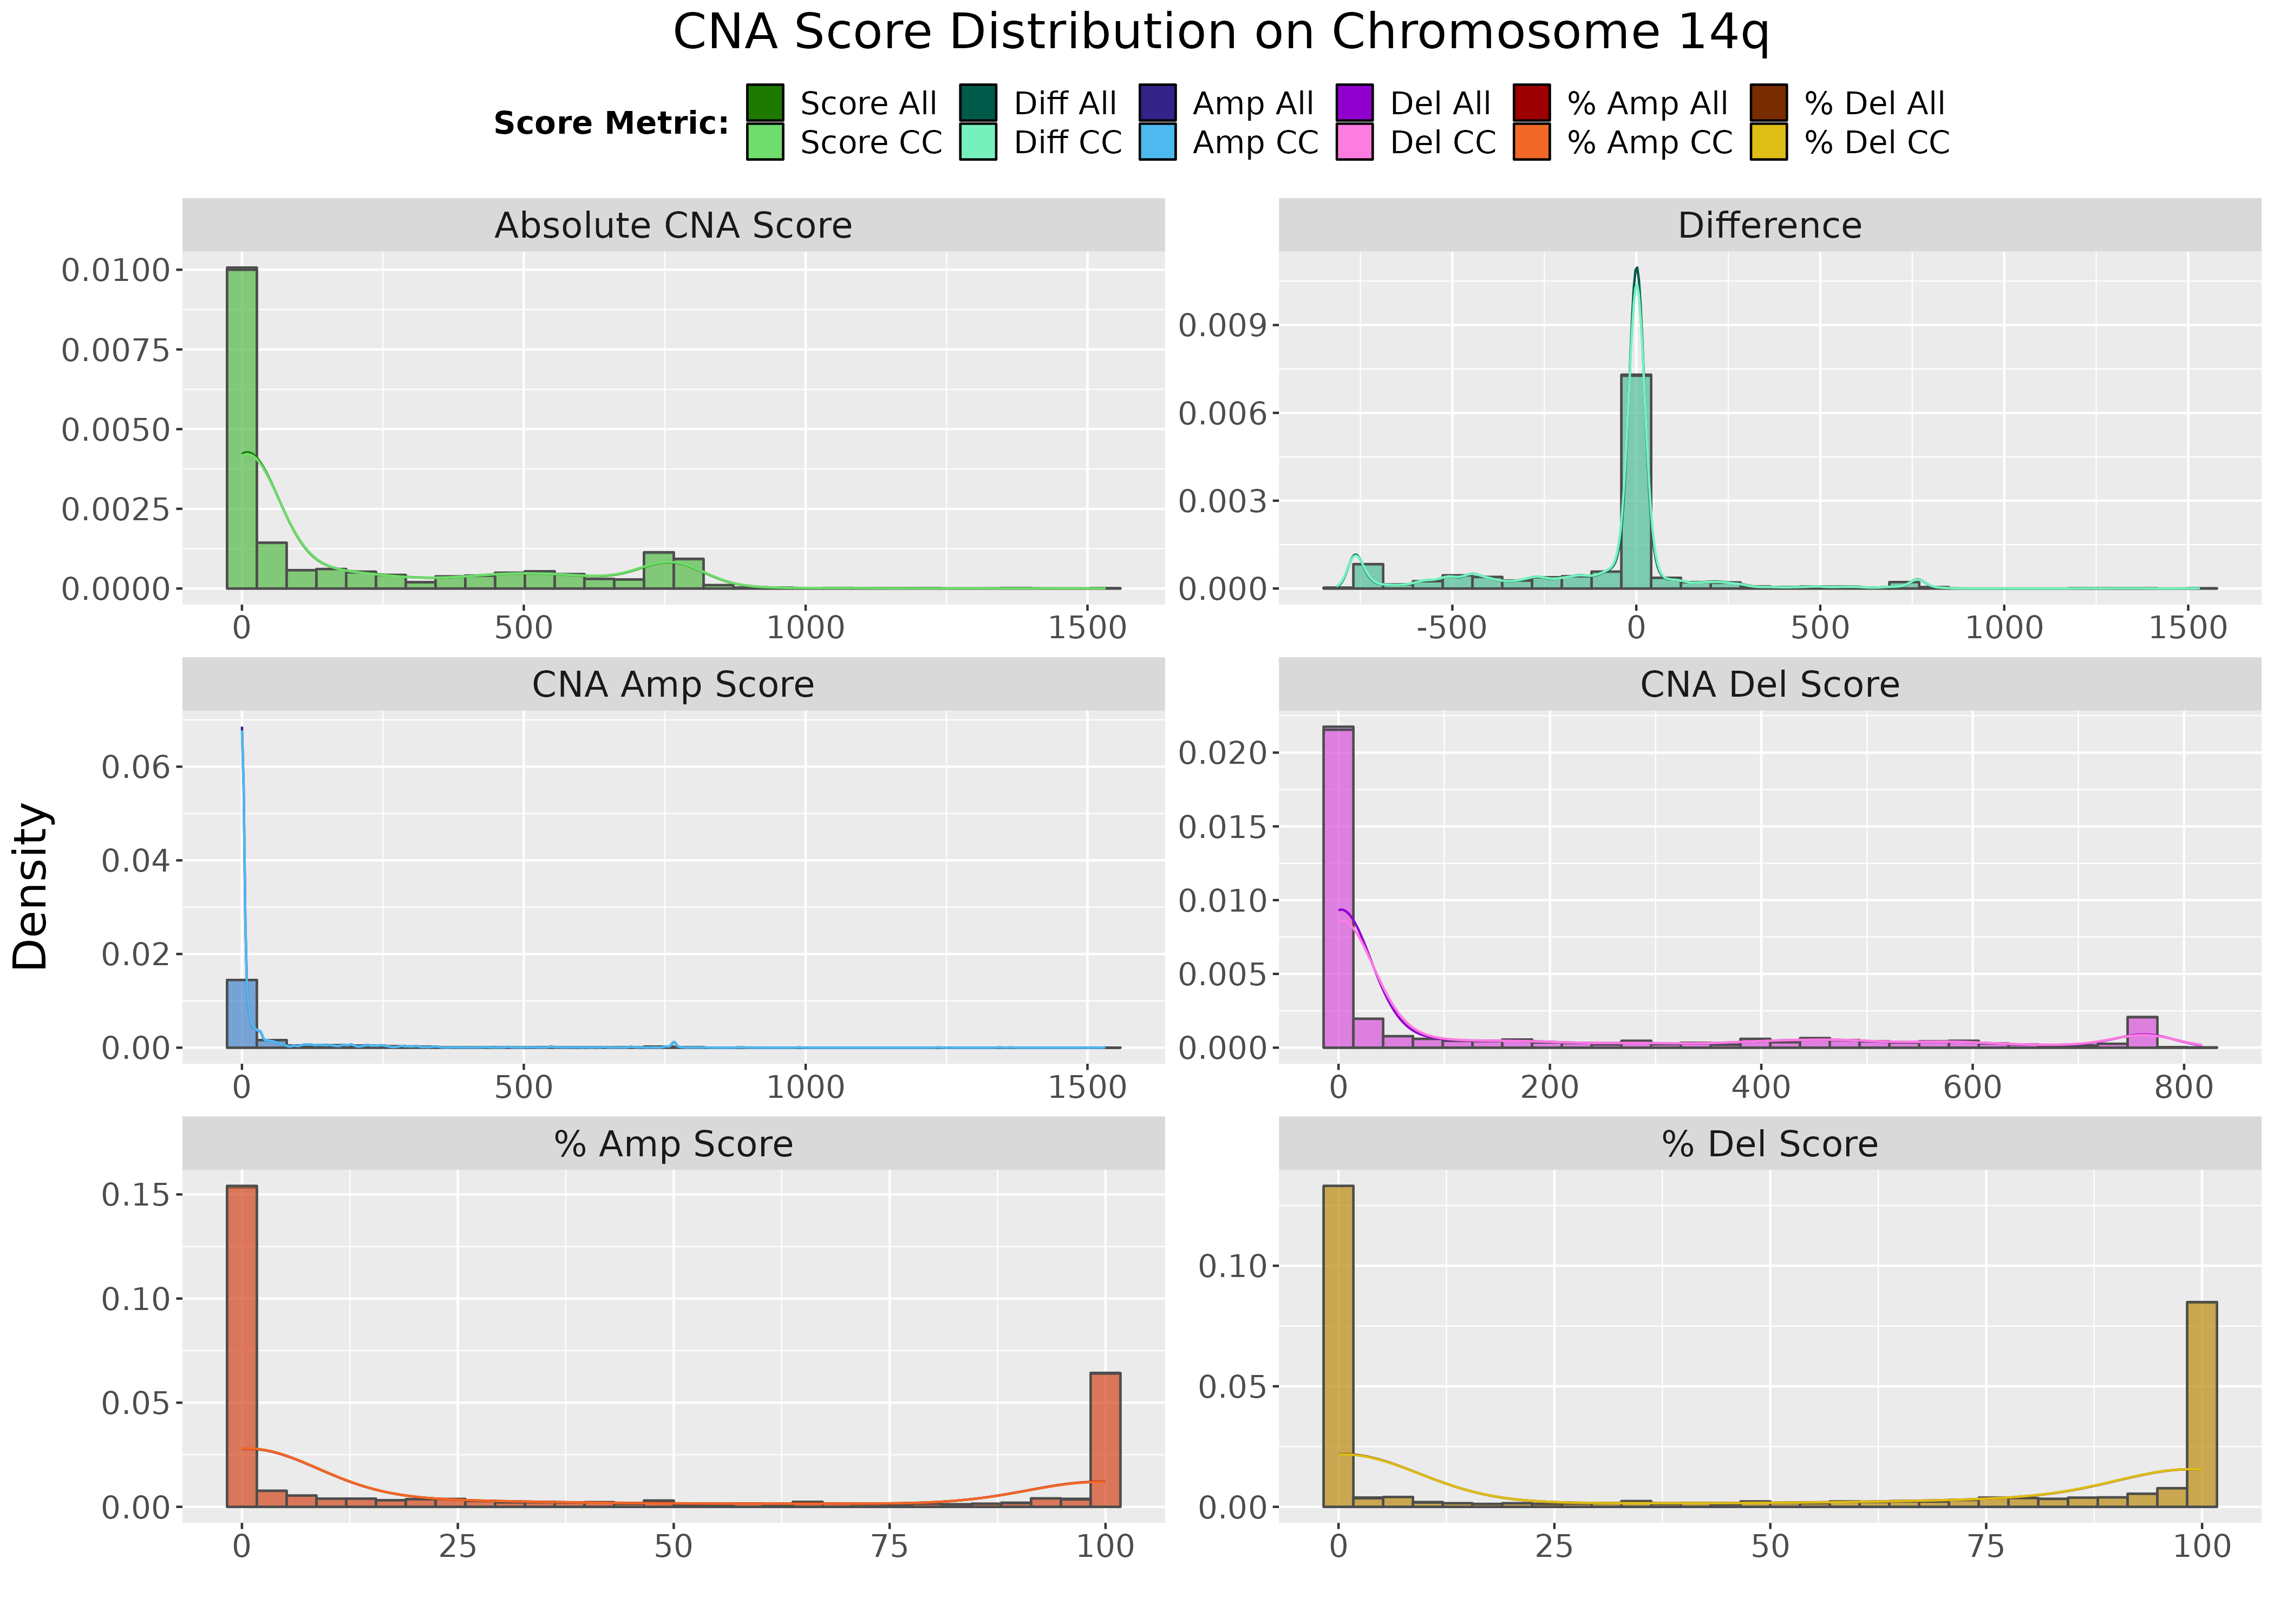 CNA Score Distribution on Chromosome 14q
Score Metric:
Score All Diff All Amp All Del All % Amp All % Del All
Score CC Diff CC Amp CC Del CC % Amp CC % Del CC
Absolute CNA Score
0.0100
0.0075
0.0050
0.0025
0.0000
0 500 1000 1500
Difference
0.009
0.006
0.003
0.000
-500 0 500 1000 1500
Density
CNA Amp Score
0.06
0.04
0.02
0.00
0 500 1000 1500
CNA Del Score
0.020
0.015
0.010
0.005
0.000
0 200 400 600 800
% Amp Score
0.15
0.10
0.05
0.00
0 25 50 75 100
% Del Score
0.10
0.05
0.00
0 25 50 75 100